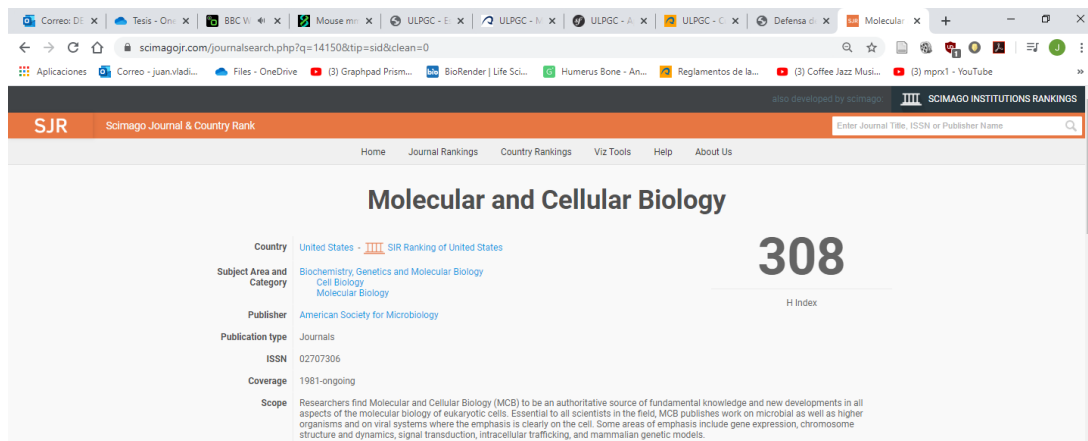 Correo: DE
Tesis - One
BBC W
Mouse mn
ULPGC - E
ULPGC - N
ULPGC - A
ULPGC - C
Defensa d
Molecular
scimagojr.com/journalsearch.php?q=14150&tip=sid&clean=0
Aplicaciones
Correo - juan.vladi...
Files - OneDrive
(3) Graphpad Prism...
BioRender | Life Sci...
Humerus Bone - An...
Reglamentos de la...
(3) Coffee Jazz Musi...
(3) mprx1 - YouTube
»
also developed by scimago:
SCIMAGO INSTITUTIONS RANKINGS
SJR
Scimago Journal & Country Rank
Enter Journal Title, ISSN or Publisher Name
Home
Journal Rankings
Country Rankings
Viz Tools
Help
About Us
Molecular and Cellular Biology
Country
United States - SIR Ranking of United States
Subject Area and
Category
Biochemistry, Genetics and Molecular Biology
Cell Biology
Molecular Biology
Publisher
American Society for Microbiology
Publication type
Journals
ISSN
02707306
Coverage
1981-ongoing
Scope
Researchers find Molecular and Cellular Biology (MCB) to be an authoritative source of fundamental knowledge and new developments in all
aspects of the molecular biology of eukaryotic cells. Essential to all scientists in the field, MCB publishes work on microbial as well as higher
organisms and on viral systems where the emphasis is clearly on the cell. Some areas of emphasis include gene expression, chromosome
structure and dynamics, signal transduction, intracellular trafficking, and mammalian genetic models.
308
H Index